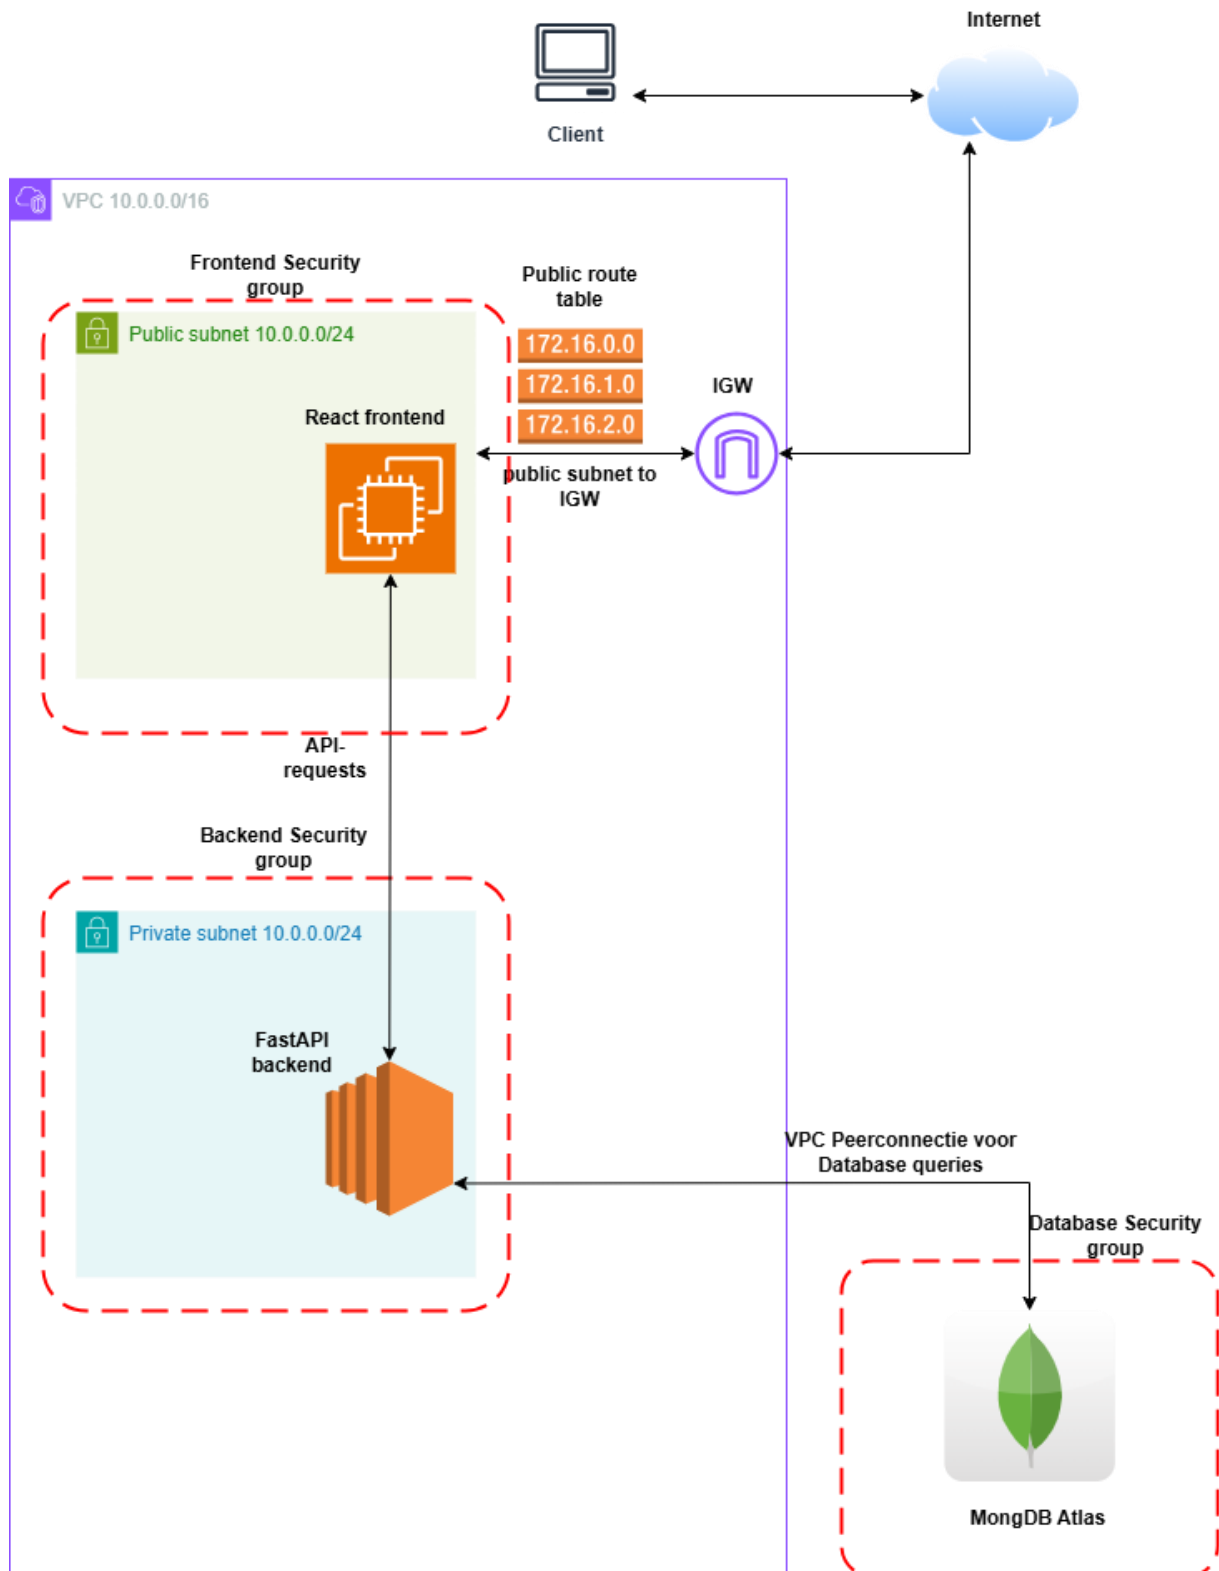 Internet
Client
VPC 10.0.0.0/16
Frontend Security
group
Public route
table
Public subnet 10.0.0.0/24
172.16.0.0
172.16.1.0
172.16.2.0
IGW
React frontend
public subnet to
IGW
API-
requests
Backend Security
group
Private subnet 10.0.0.0/24
FastAPI
backend
VPC Peerconnectie voor
Database queries
Database Security
group
MongDB Atlas